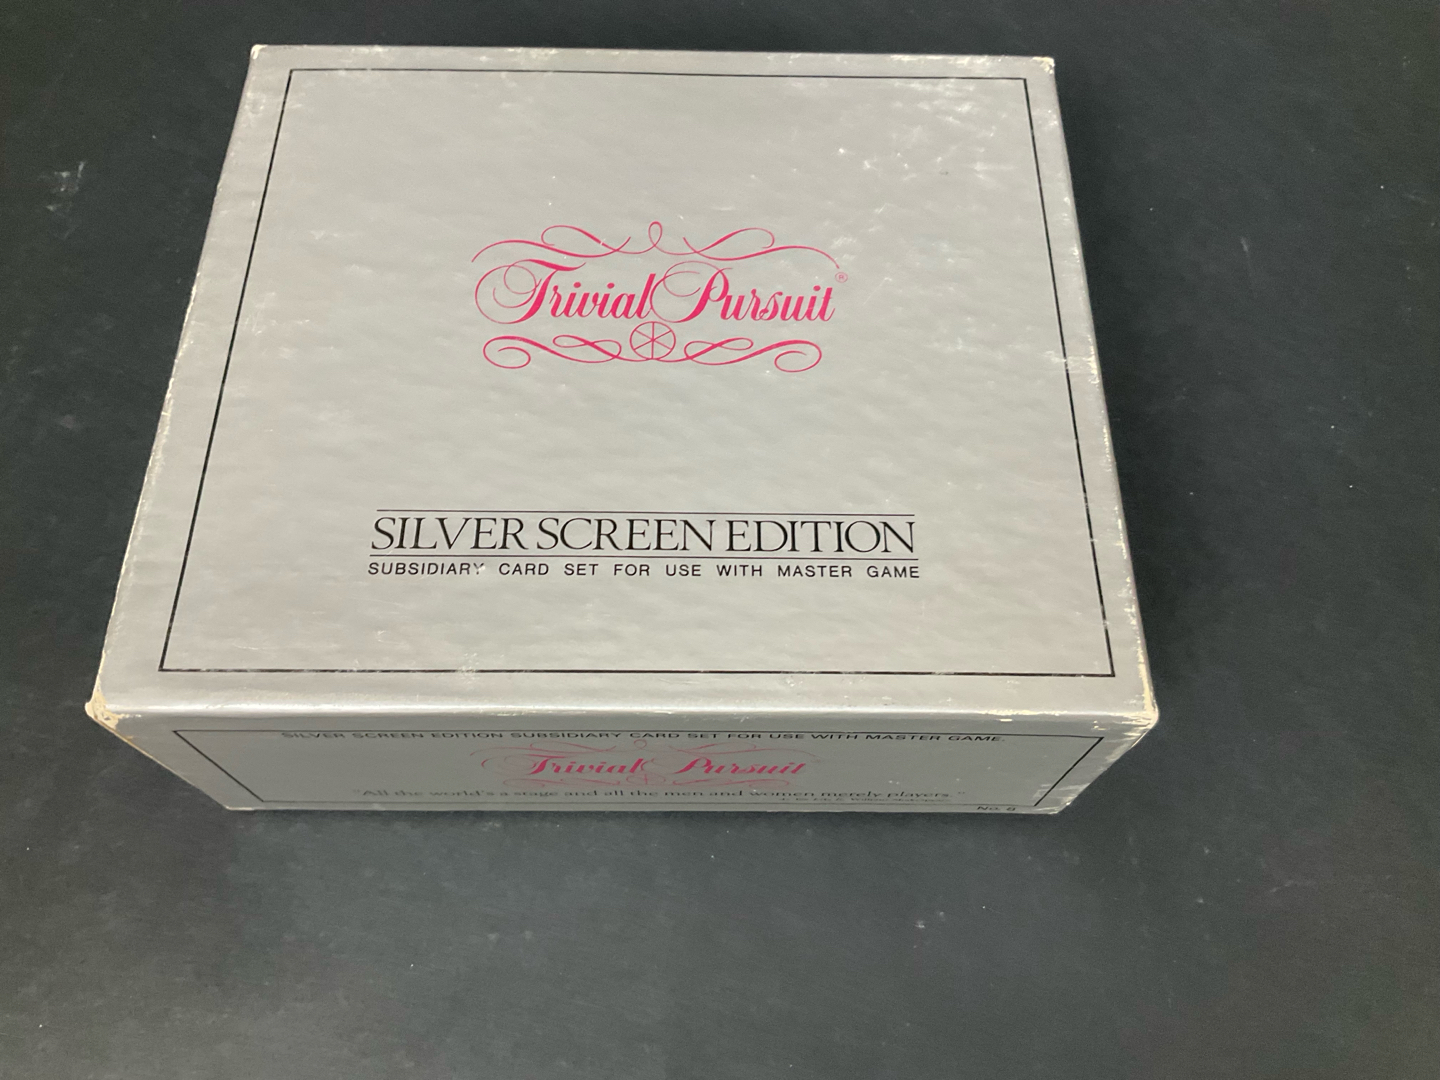 Trivial Pursuit®
SILVER SCREEN EDITION
SUBSIDIARY CARD SET FOR USE WITH MASTER GAME
SILVER SCREEN EDITION SUBSIDIARY CARD SET FOR USE WITH MASTER GAME.
Trivial Pursuit
"All the world's a stage and all the men and women merely players."